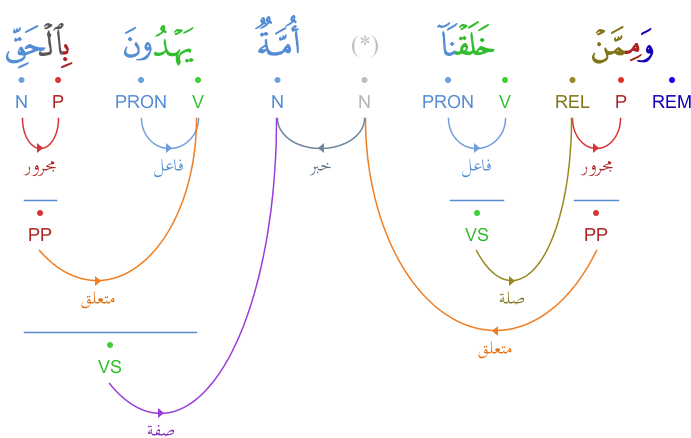 وَمِمَّنْ خَلَقْنَآ (*) أُمَّةٌ يَهْدُونَ بِٱلْحَقِّ
REM P REL V PRON N N V PRON P N
مجرور فاعل خبر فاعل مجرور
PP VS PP
صلة متعلق
متعلق
VS
صفة